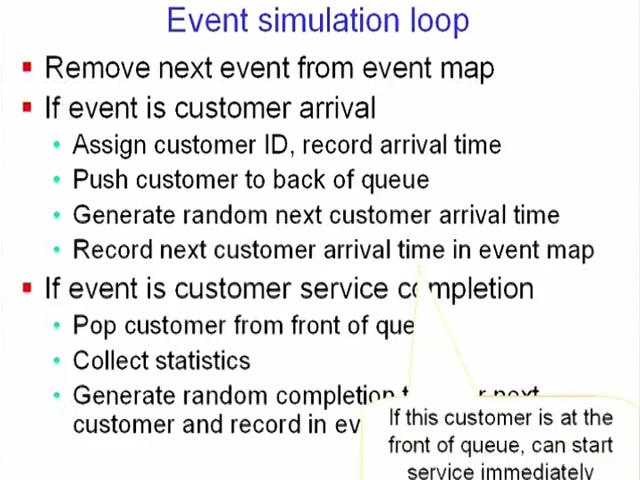 Event simulation loop
Remove next event from event map
If event is customer arrival
Assign customer ID, record arrival time
Push customer to back of queue
Generate random next customer arrival time
Record next customer arrival time in event map
If event is customer service completion
Pop customer from front of que
Collect statistics
Generate random completion next
customer and record in ev
If this customer is at the
front of queue, can start
service immediately